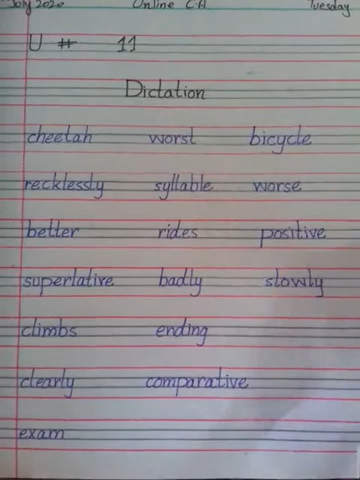 July 2020 Online C.A Tuesday
U # 11
Dictation
cheetah worst bicycle
recklessly syllable worse
better rides positive
superlative badly slowly
climbs ending
clearly comparative
exam